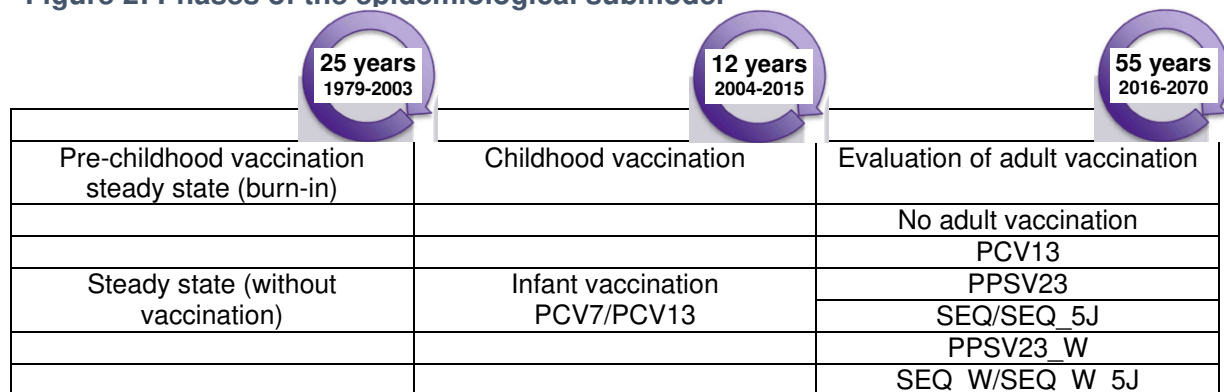 Figure 2: Phases of the epidemiological submodel
25 years
1979-2003
12 years
2004-2015
55 years
2016-2070
Pre-childhood vaccination
steady state (burn-in)
Childhood vaccination
Evaluation of adult vaccination
No adult vaccination
PCV13
Steady state (without
vaccination)
Infant vaccination
PCV7/PCV13
PPSV23
SEQ/SEQ_5J
PPSV23_W
SEQ_W/SEQ_W_5J